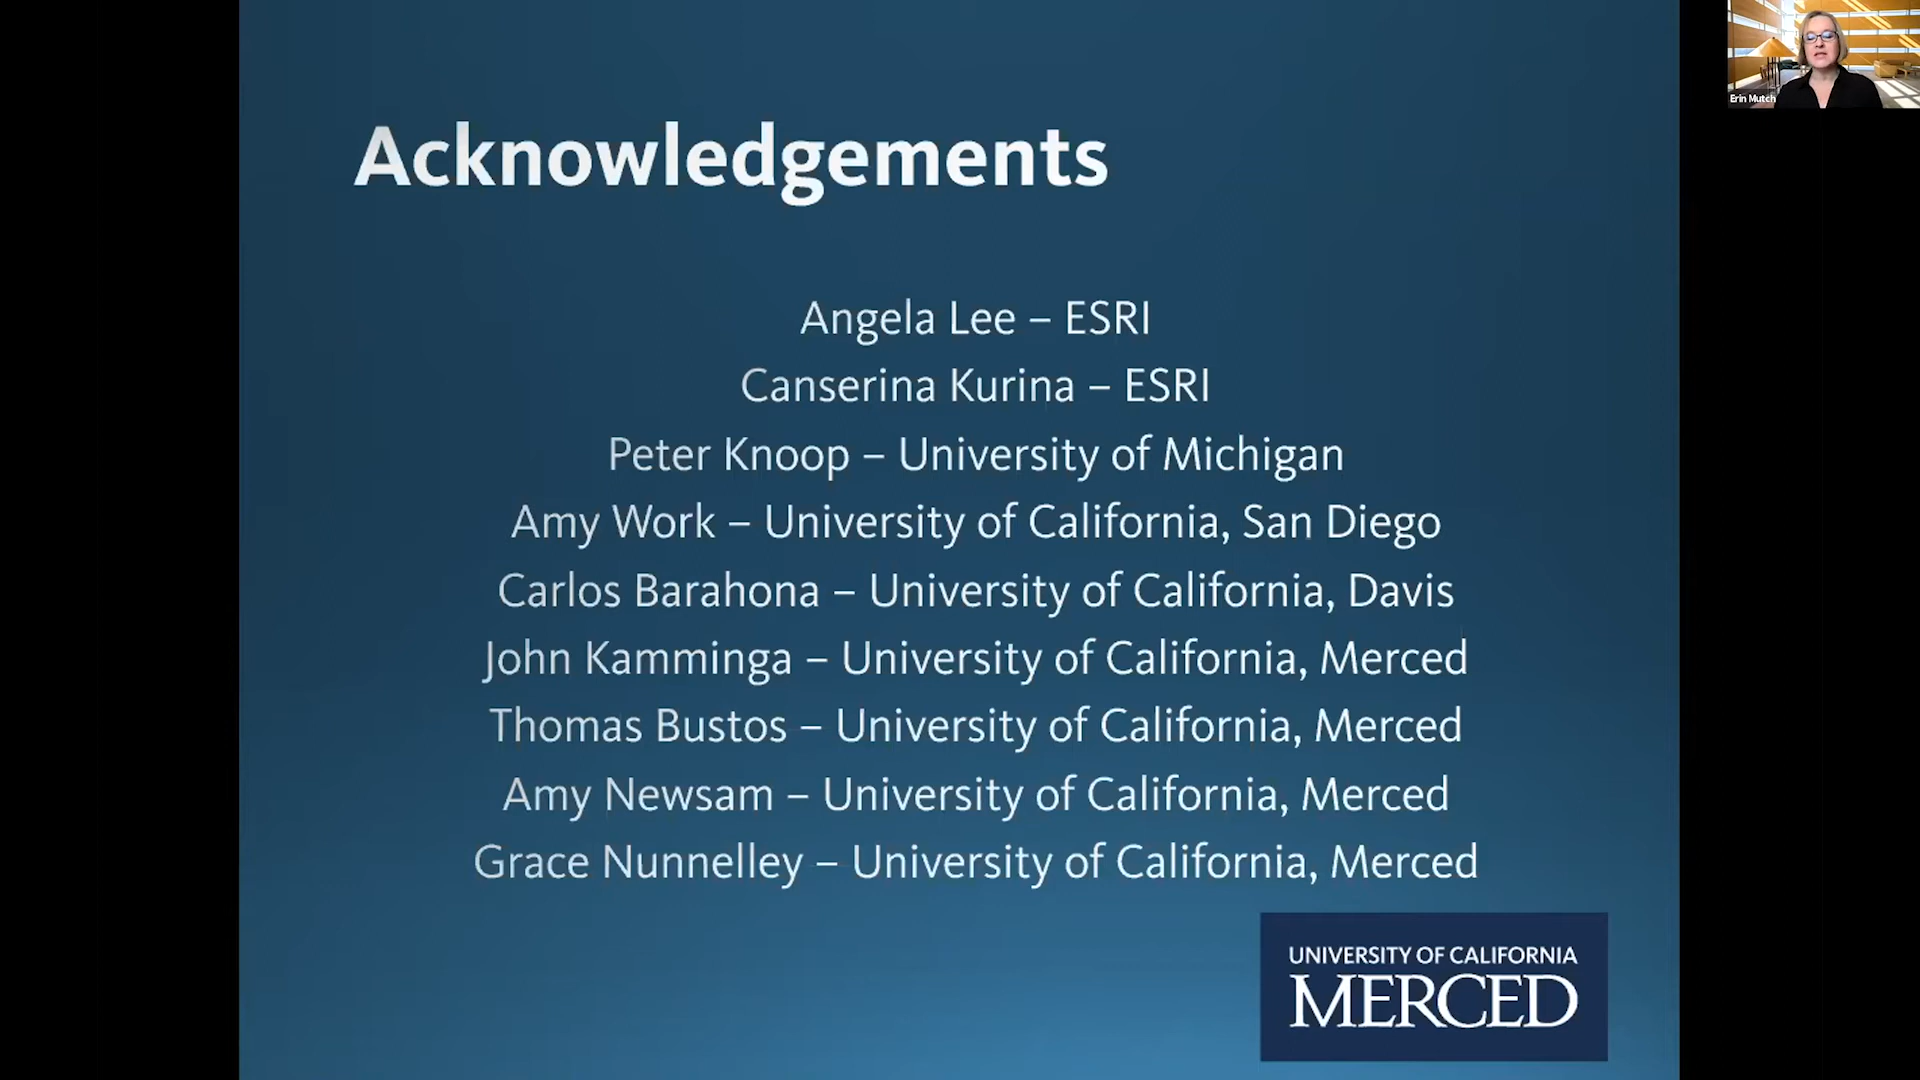 Acknowledgements
Angela Lee – ESRI
Canserina Kurina – ESRI
Peter Knoop – University of Michigan
Amy Work – University of California, San Diego
Carlos Barahona – University of California, Davis
John Kamminga – University of California, Merced
Thomas Bustos – University of California, Merced
Amy Newsam – University of California, Merced
Grace Nunnelley – University of California, Merced
UNIVERSITY OF CALIFORNIA
MERCED
Erin Mutch